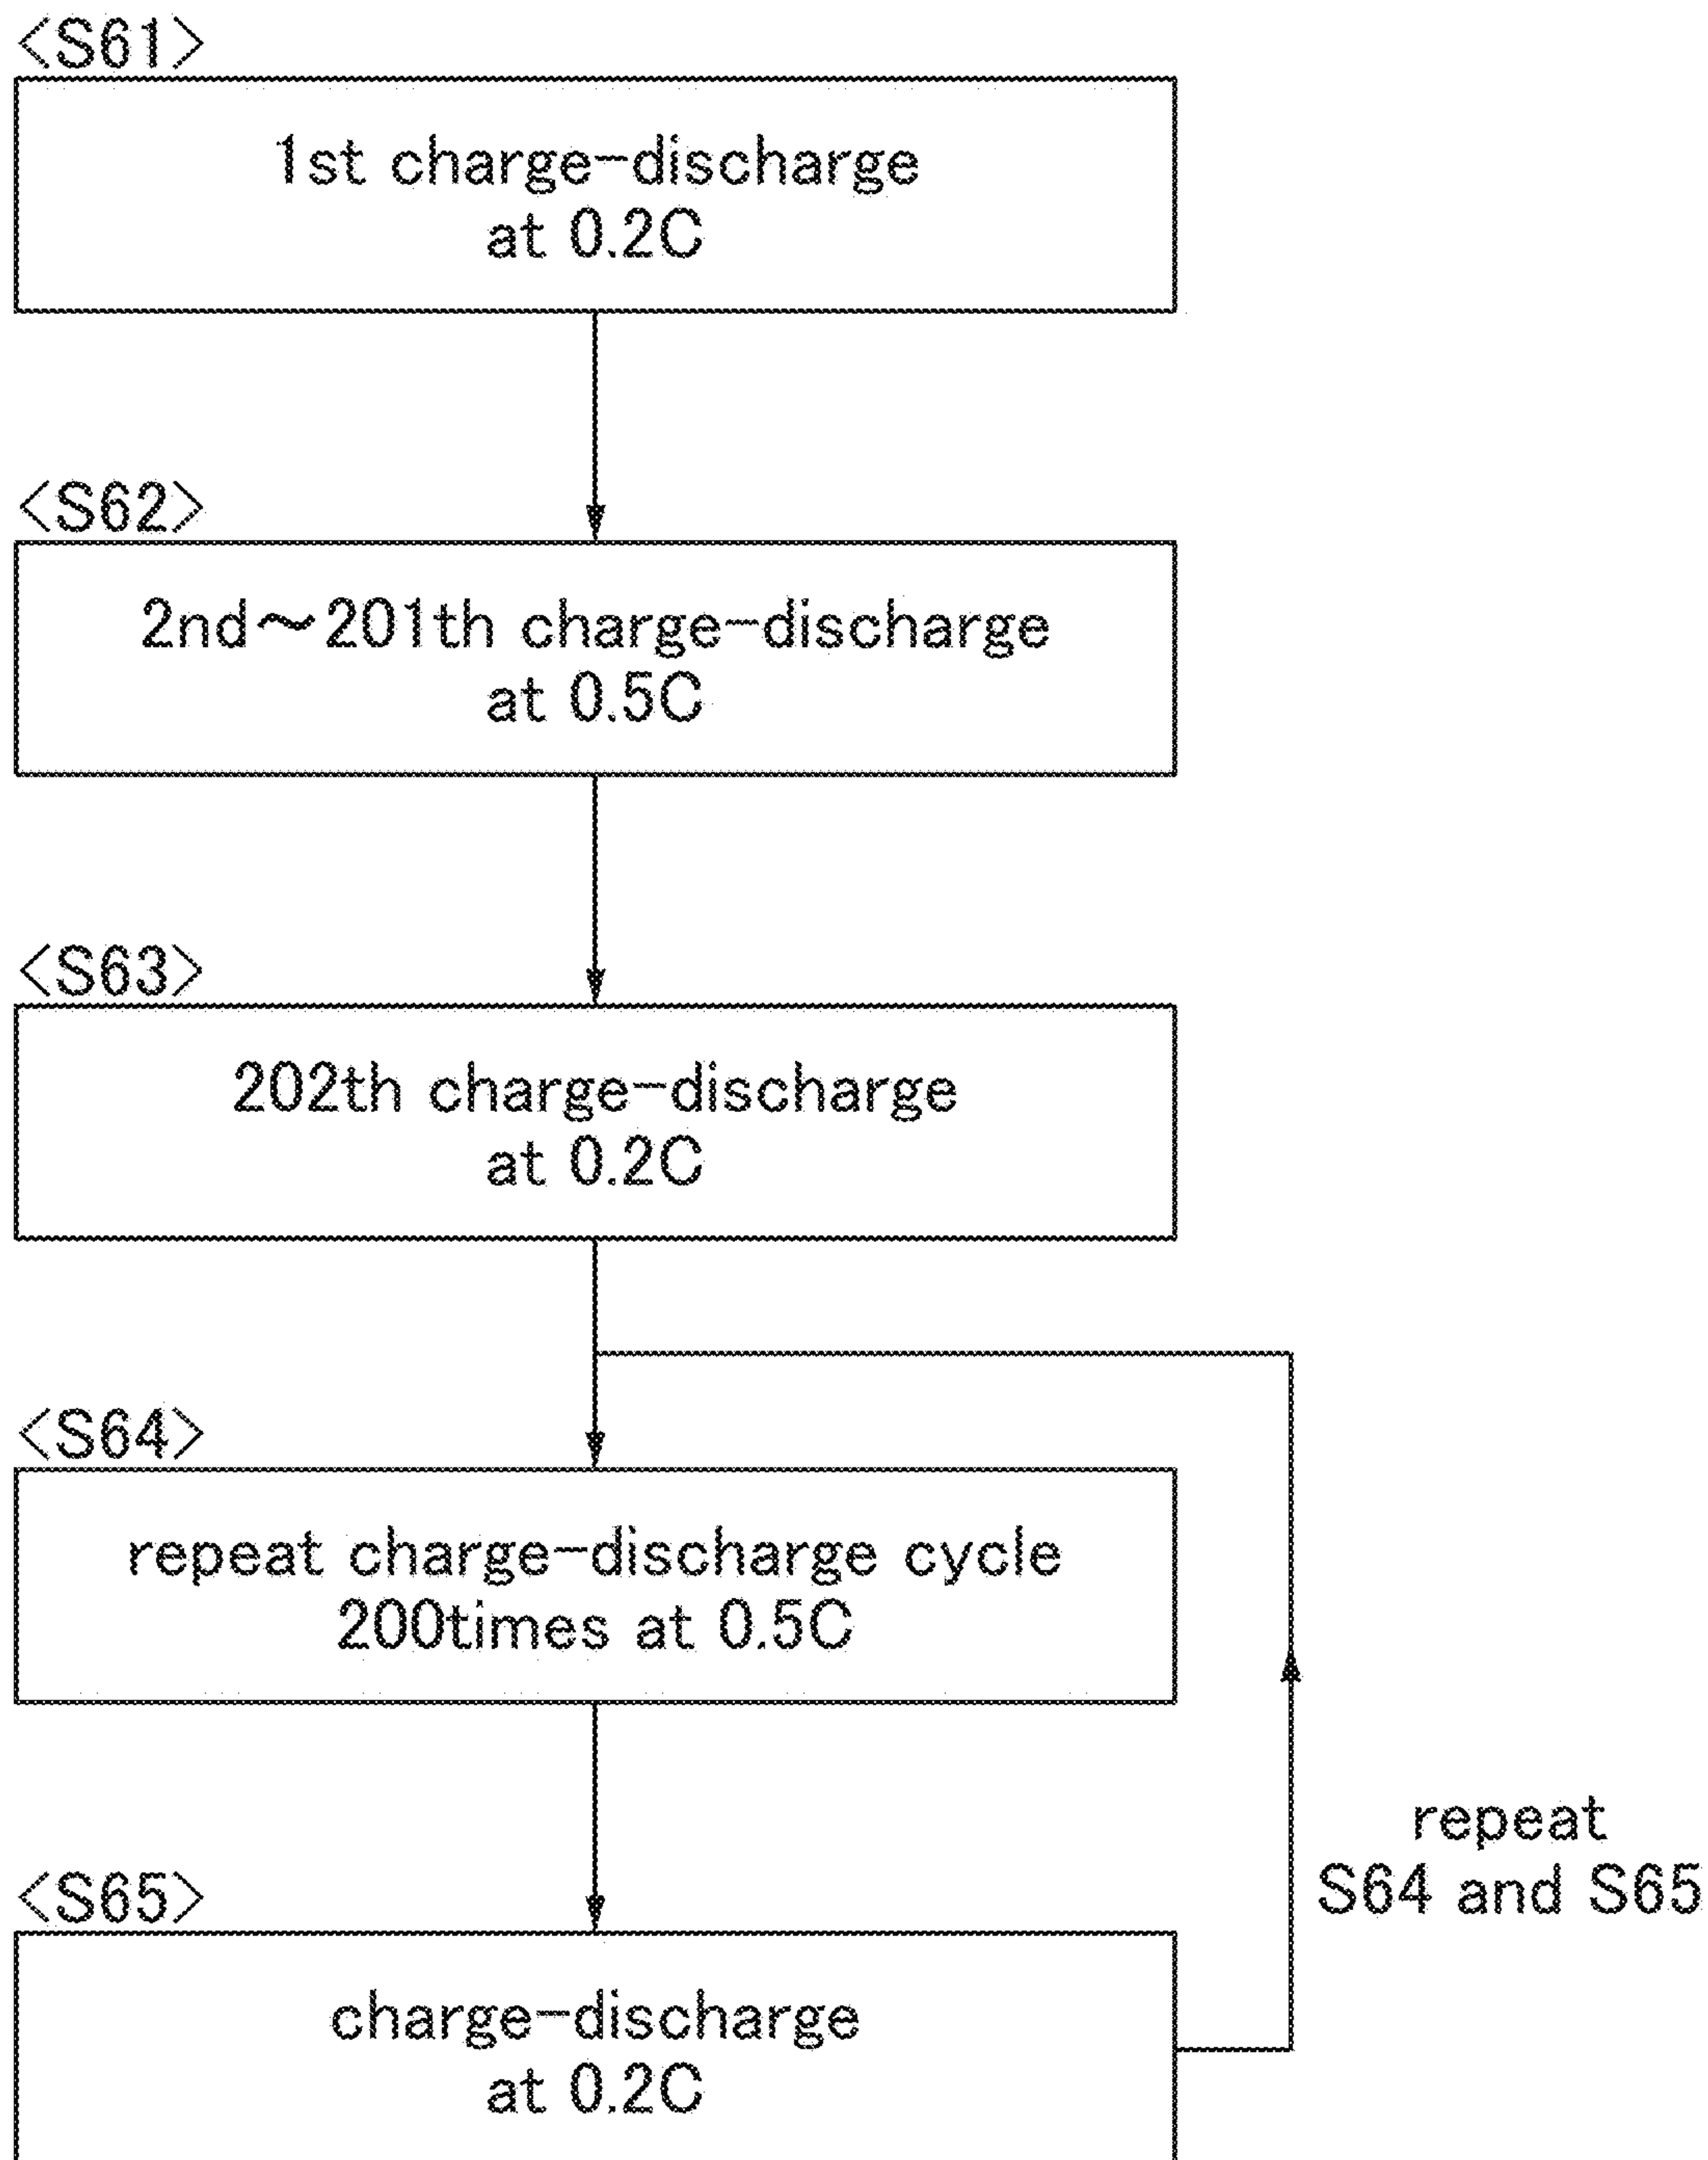 <S61>
1st charge-discharge
at 0.2C
<S62>
2nd～201th charge-discharge
at 0.5C
<S63>
202th charge-discharge
at 0.2C
<S64>
repeat charge-discharge cycle
200times at 0.5C
repeat
S64 and S65
<S65>
charge-discharge
at 0.2C